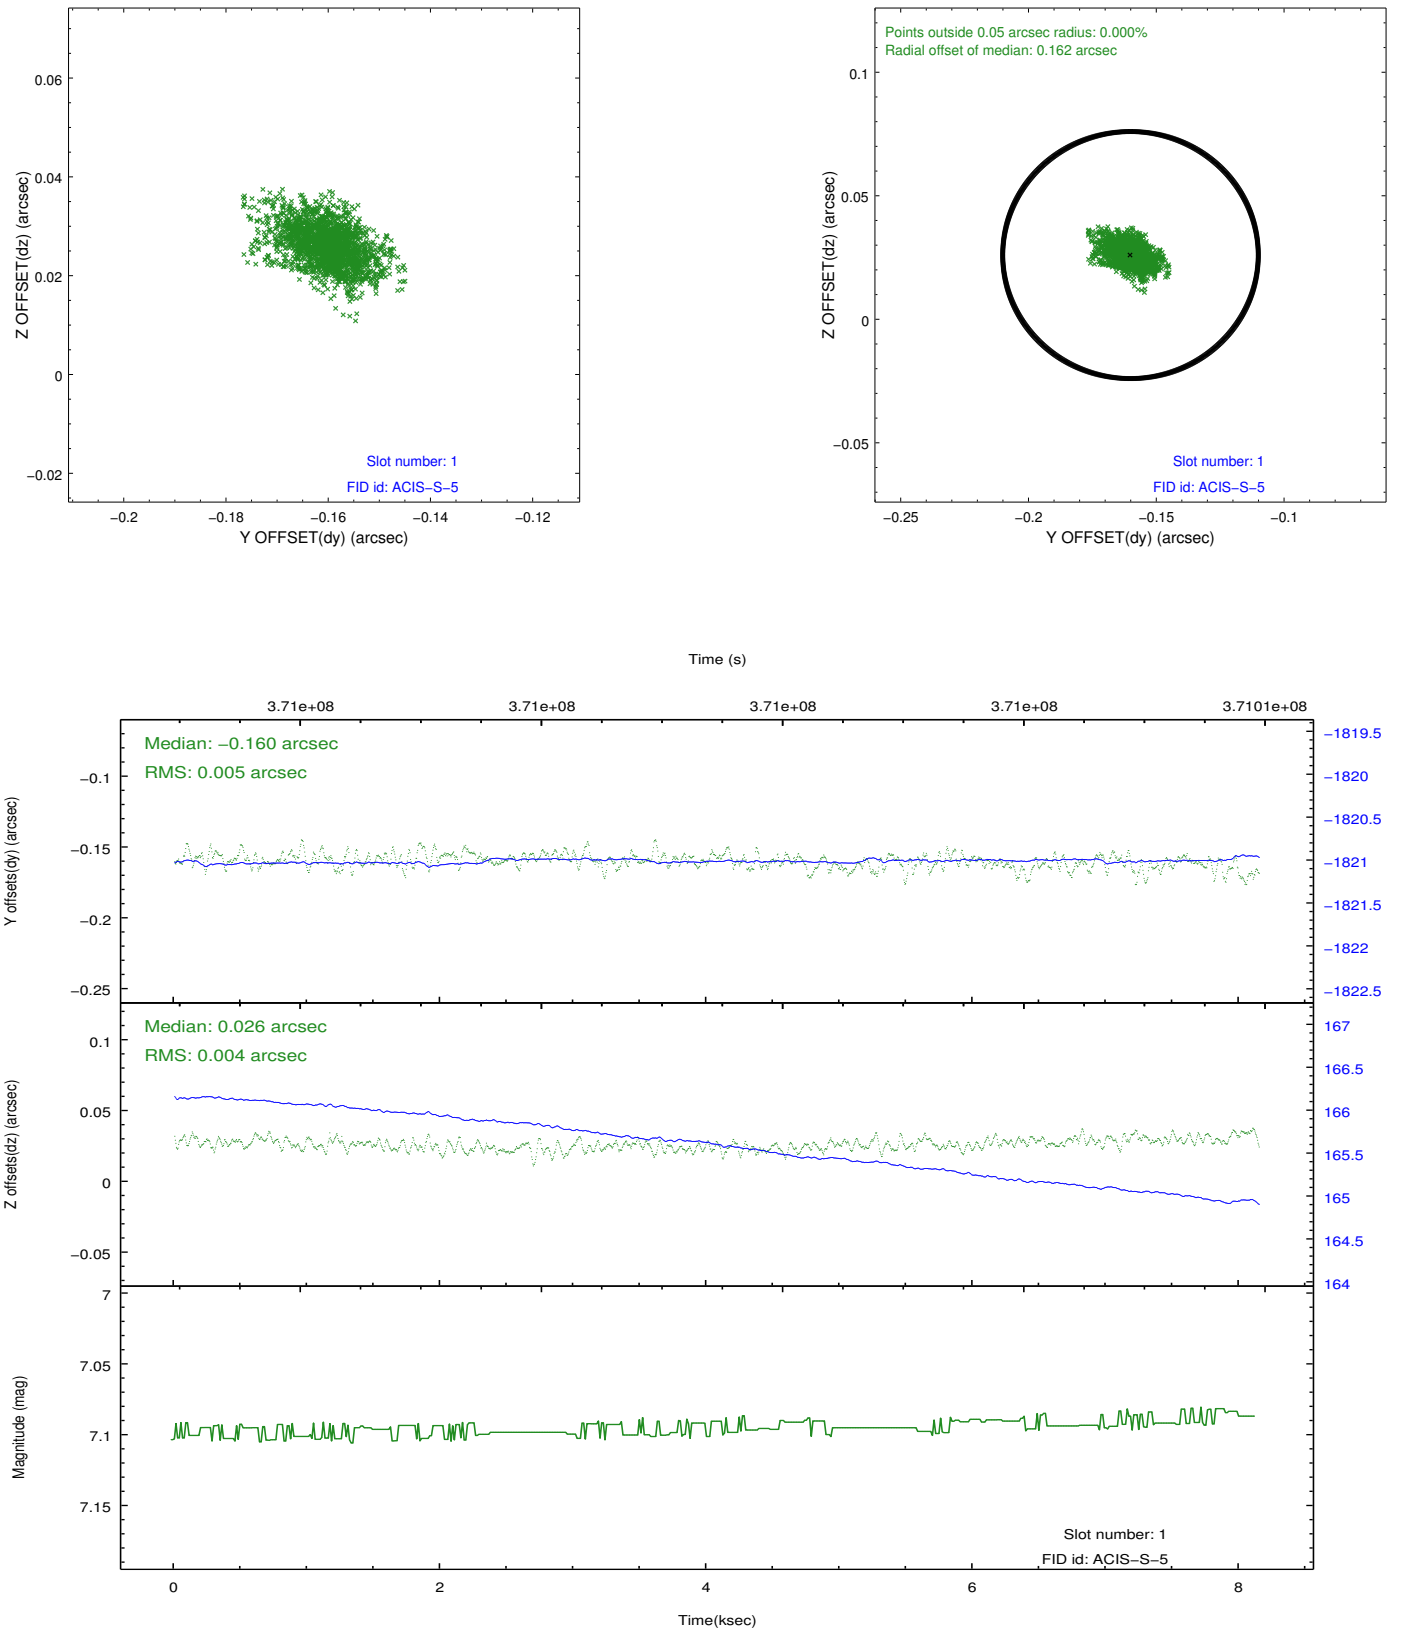 0.06
0.04
0.02
0
−0.02
Z OFFSET(dz) (arcsec)
Slot number: 1
FID id: ACIS−S−5
−0.2
−0.18
−0.16
−0.14
−0.12
Y OFFSET(dy) (arcsec)
Points outside 0.05 arcsec radius: 0.000%
Radial offset of median: 0.162 arcsec
0.1
0.05
0
−0.05
Z OFFSET(dz) (arcsec)
Slot number: 1
FID id: ACIS−S−5
−0.25
−0.2
−0.15
−0.1
Y OFFSET(dy) (arcsec)
Time (s)
3.71e+08
3.71e+08
3.71e+08
3.71e+08
3.7101e+08
Median: −0.160 arcsec
RMS: 0.005 arcsec
−0.1
−0.15
−0.2
−0.25
Y offsets(dy) (arcsec)
−1819.5
−1820
−1820.5
−1821
−1821.5
−1822
−1822.5
Median: 0.026 arcsec
RMS: 0.004 arcsec
0.1
0.05
0
−0.05
Z offsets(dz) (arcsec)
167
166.5
166
165.5
165
164.5
164
7
7.05
7.1
7.15
Magnitude (mag)
Slot number: 1
FID id: ACIS−S−5
0
2
4
6
8
Time(ksec)